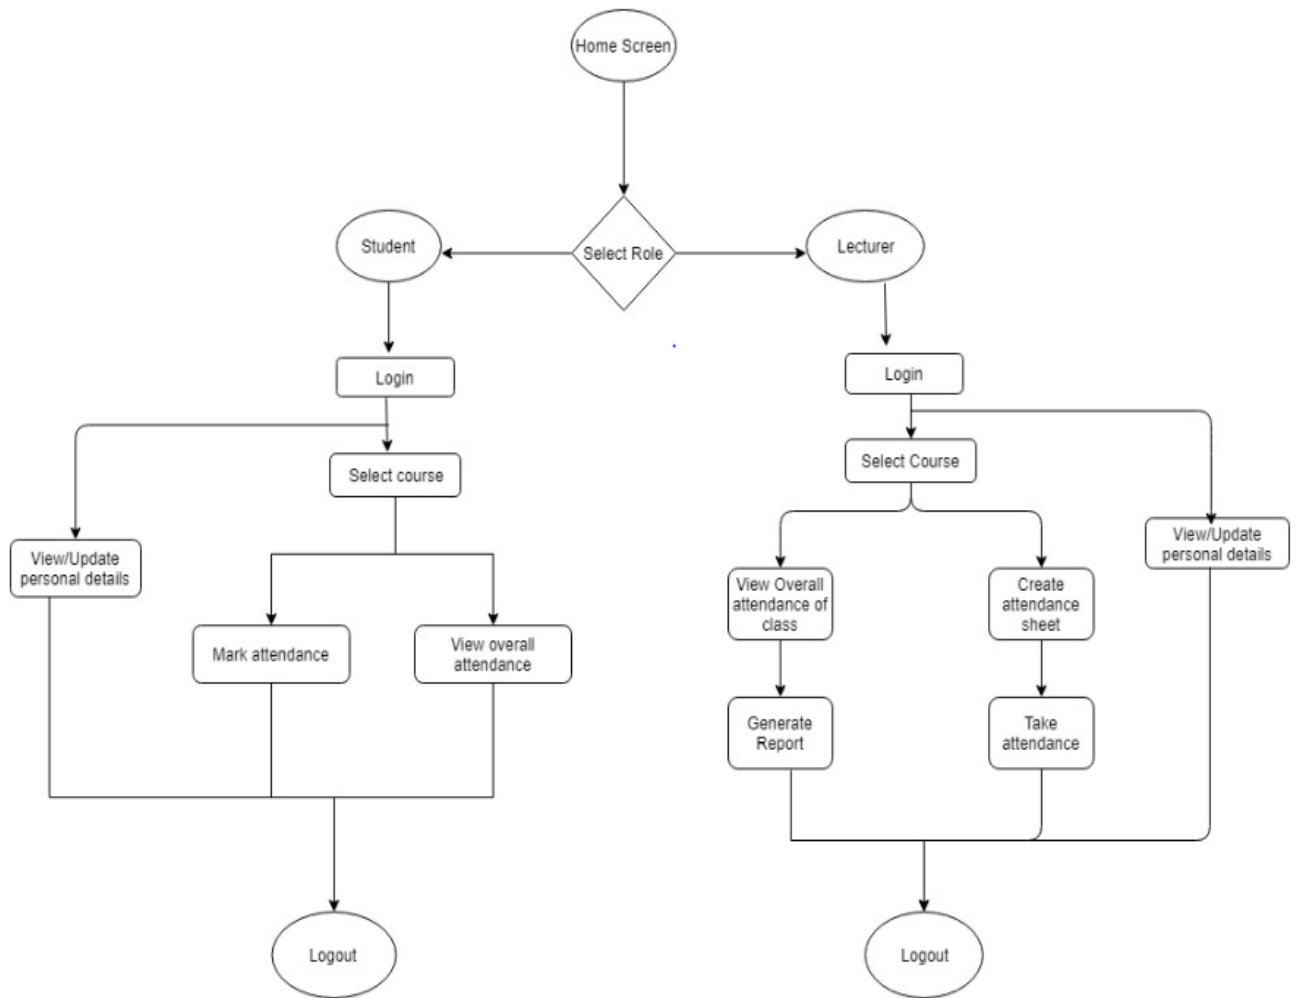 Home Screen
Student
Select Role
Lecturer
Login
Login
Select course
Select Course
View/Update
personal details
View/Update
personal details
View Overall
attendance of
class
Create
attendance
sheet
Mark attendance
View overall
attendance
Generate
Report
Take
attendance
Logout
Logout